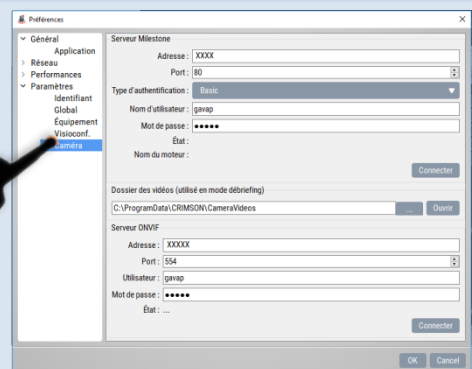 Préférences
Général
Application
Réseau
Performances
Paramètres
Identifiant
Global
Équipement
Visioconf.
Caméra
Serveur Milestone
Adresse : XXXX
Port : 80
Type d'authentification : Basic
Nom d'utilisateur : gavap
Mot de passe : ●●●●●
État :
Nom du moteur :
Connecter
Dossier des vidéos (utilisé en mode débriefing)
C:\ProgramData\CRIMSON\CameraVideos ... Ouvrir
Serveur ONVIF
Adresse : XXXXX
Port : 554
Utilisateur : gavap
Mot de passe : ●●●●●
État : ...
Connecter
OK Cancel